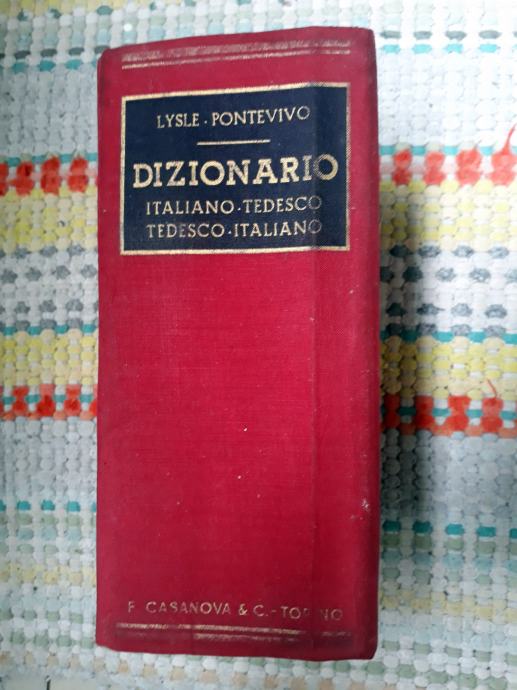 LYSLE · PONTEVIVO
DIZIONARIO
ITALIANO · TEDESCO
TEDESCO · ITALIANO
F. CASANOVA & C. - TORINO